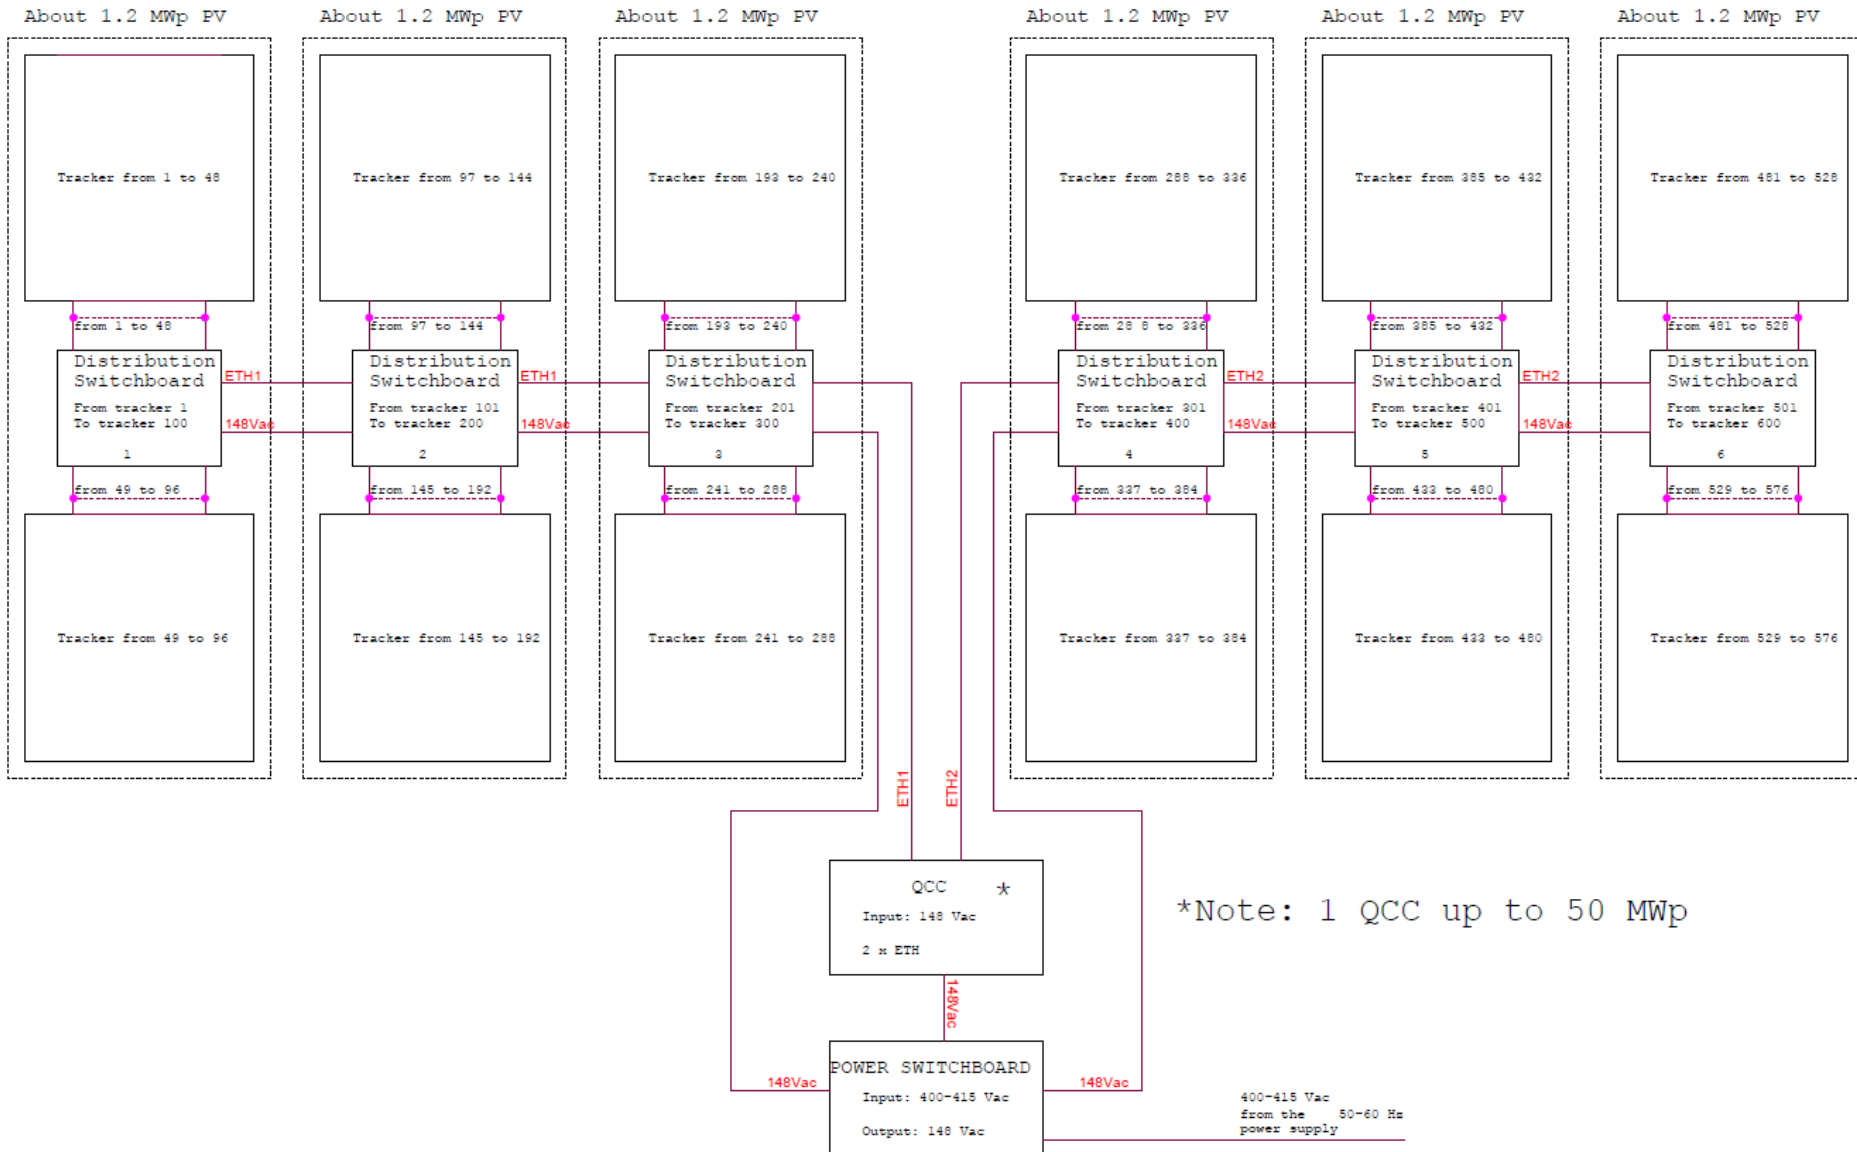 About 1.2 MWp PV
About 1.2 MWp PV
About 1.2 MWp PV
About 1.2 MWp PV
About 1.2 MWp PV
About 1.2 MWp PV
Tracker from 1 to 48
Tracker from 97 to 144
Tracker from 193 to 240
Tracker from 288 to 336
Tracker from 385 to 432
Tracker from 481 to 528
from 1 to 48
from 97 to 144
from 193 to 240
from 28 8 to 336
from 385 to 432
from 481 to 528
Distribution
Switchboard
From tracker 1
To tracker 100
1
ETH1
148Vac
Distribution
Switchboard
From tracker 101
To tracker 200
2
ETH1
148Vac
Distribution
Switchboard
From tracker 201
To tracker 300
3
Distribution
Switchboard
From tracker 301
To tracker 400
4
ETH2
148Vac
Distribution
Switchboard
From tracker 401
To tracker 500
5
ETH2
148Vac
Distribution
Switchboard
From tracker 501
To tracker 600
6
from 49 to 96
from 145 to 192
from 241 to 288
from 337 to 384
from 433 to 480
from 529 to 576
Tracker from 49 to 96
Tracker from 145 to 192
Tracker from 241 to 288
Tracker from 337 to 384
Tracker from 433 to 480
Tracker from 529 to 576
ETH1
ETH2
QCC *
Input: 148 Vac
2 x ETH
*Note: 1 QCC up to 50 MWp
148Vac
148Vac
POWER SWITCHBOARD
Input: 400-415 Vac
Output: 148 Vac
148Vac
400-415 Vac
from the 50-60 Hz
power supply